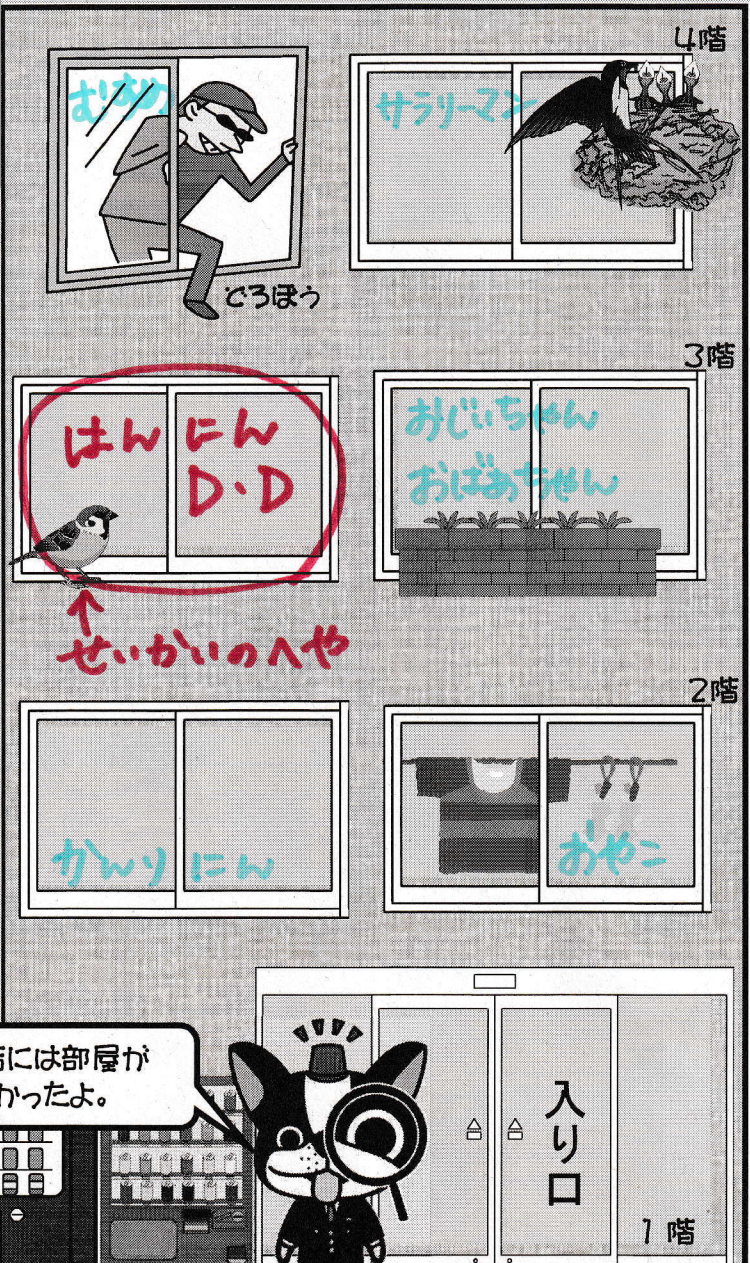 4階
むすめ
サラリーマン
どろぼう
3階
はんにん
D・D
おじいちゃん
おばあちゃん
↑
せいかいのへや
2階
かんりにん
おやこ
には部屋が
かったよ。
入り口
1階